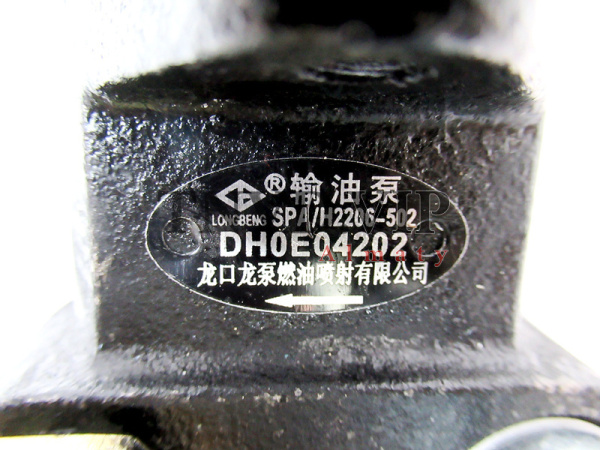 ® 输油泵
LONGBENG SPA/H2206-502
DH0E04202
Almaty
龙口龙泵燃油喷射有限公司